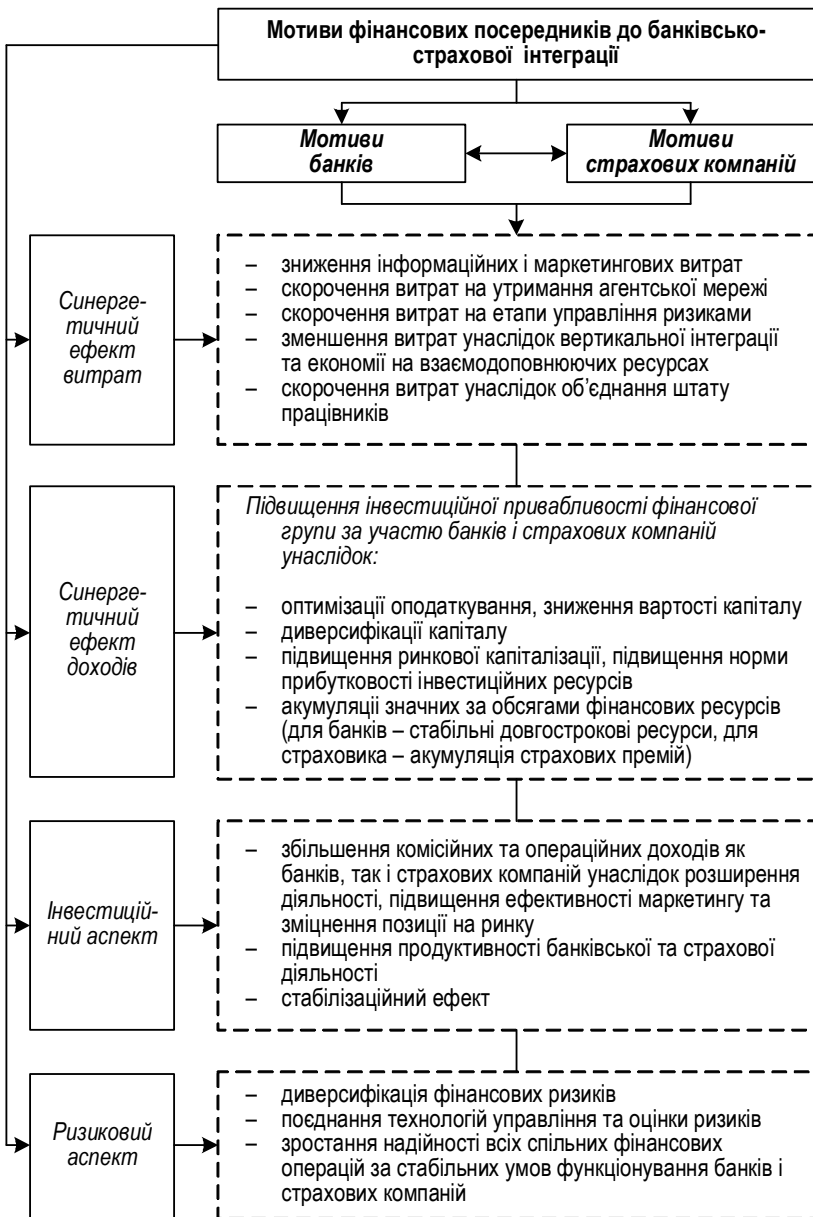 Мотиви фінансових посередників до банківсько-
страхової інтеграції
Мотиви
банків
Мотиви
страхових компаній
Синерге-
тичний
ефект
витрат
– зниження інформаційних і маркетингових витрат
– скорочення витрат на утримання агентської мережі
– скорочення витрат на етапи управління ризиками
– зменшення витрат унаслідок вертикальної інтеграції
та економії на взаємодоповнюючих ресурсах
– скорочення витрат унаслідок об’єднання штату
працівників
Синерге-
тичний
ефект
доходів
Підвищення інвестиційної привабливості фінансової
групи за участю банків і страхових компаній
унаслідок:
– оптимізації оподаткування, зниження вартості капіталу
– диверсифікації капіталу
– підвищення ринкової капіталізації, підвищення норми
прибутковості інвестиційних ресурсів
– акумуляції значних за обсягами фінансових ресурсів
(для банків – стабільні довгострокові ресурси, для
страховика – акумуляція страхових премій)
Інвестицій-
ний аспект
– збільшення комісійних та операційних доходів як
банків, так і страхових компаній унаслідок розширення
діяльності, підвищення ефективності маркетингу та
зміцнення позиції на ринку
– підвищення продуктивності банківської та страхової
діяльності
– стабілізаційний ефект
Ризиковий
аспект
– диверсифікація фінансових ризиків
– поєднання технологій управління та оцінки ризиків
– зростання надійності всіх спільних фінансових
операцій за стабільних умов функціонування банків і
страхових компаній